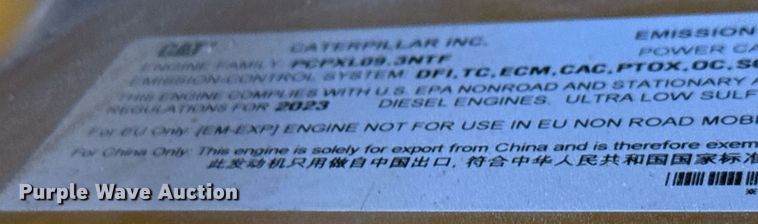 CAT CATERPILLAR INC. EMISSION
ENGINE FAMILY: PCPXL09.3NTF POWER CA
EMISSION-CONTROL SYSTEM: DFI,TC,ECM,CAC,PTOX,OC,S
THIS ENGINE COMPLIES WITH U.S. EPA NONROAD AND STATIONARY
REGULATIONS FOR 2023 DIESEL ENGINES. ULTRA LOW SULF
For EU Only: [EM-EXP] ENGINE NOT FOR USE IN EU NON ROAD MOBI
For China Only: This engine is solely for export from China and is therefore exem
此发动机只用做自中国出口, 符合中华人民共和国国家标准
Purple Wave Auction